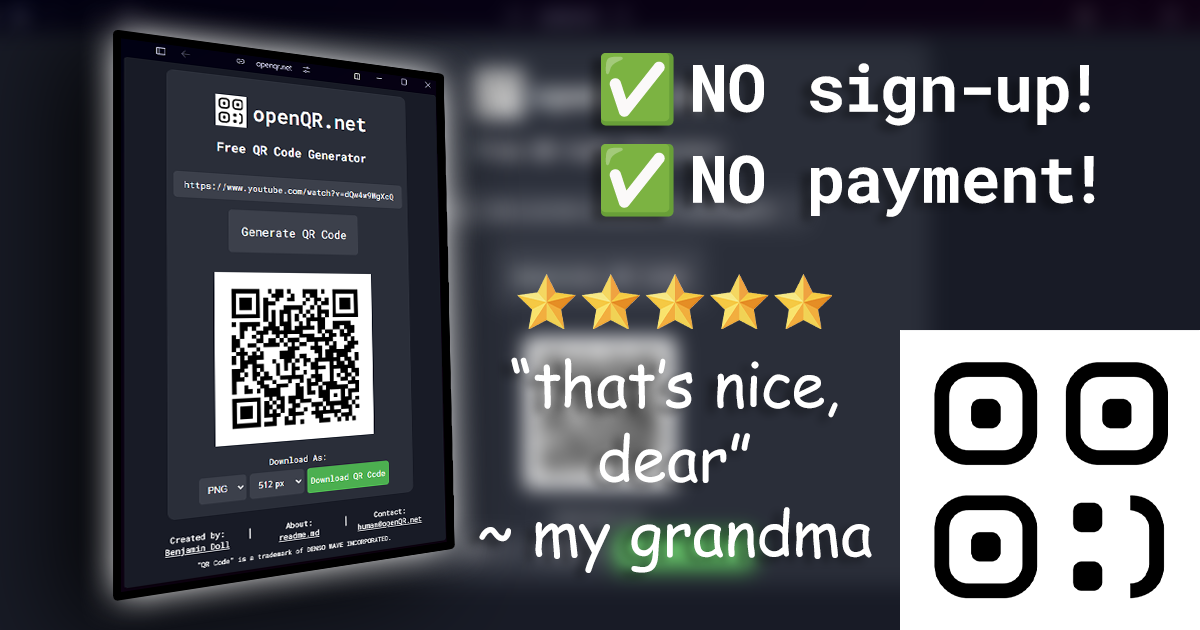 openqr.net
openQR.net
Free QR Code Generator
https://www.youtube.com/watch?v=dQw4w9WgXcQ
Generate QR Code
Download As:
PNG
512 px
Download QR Code
Created by:
Benjamin Doll
|
About:
readme.md
|
Contact:
human@openQR.net
"QR Code" is a trademark of DENSO WAVE INCORPORATED.
✅ NO sign-up!
✅ NO payment!
⭐⭐⭐⭐⭐
“that’s nice,
dear”
~ my grandma
:)